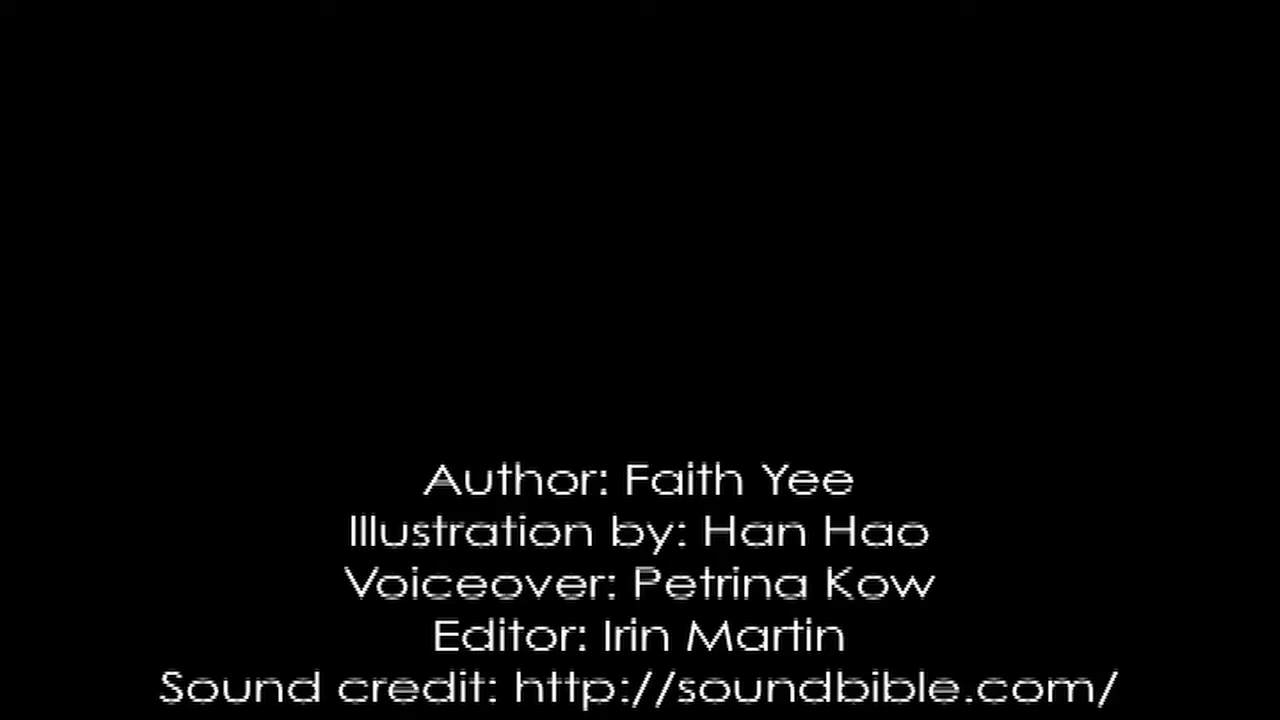 Author: Faith Yee
Illustration by: Han Hao
Voiceover: Petrina Kow
Editor: Irin Martin
Sound credit: http://soundbible.com/